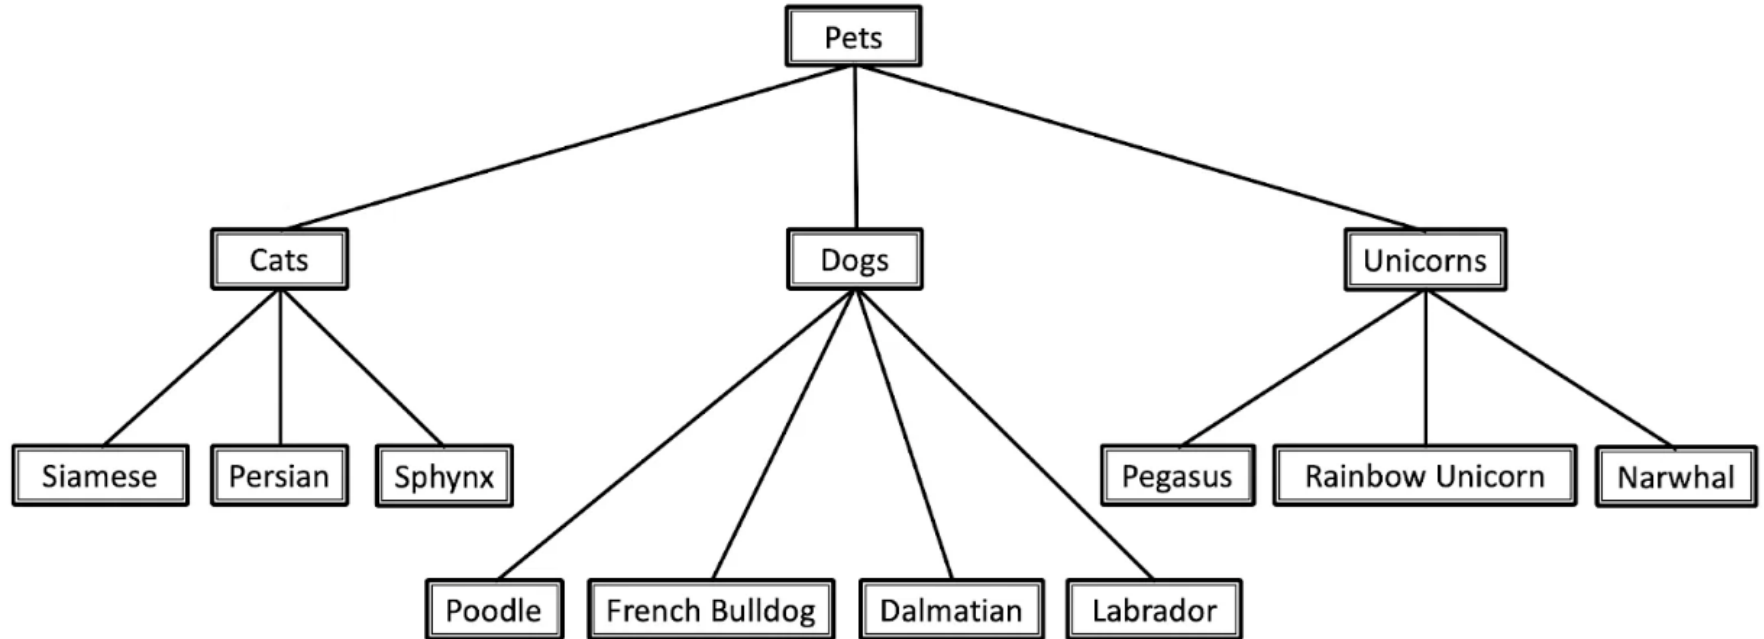 Pets
Cats
Dogs
Unicorns
Siamese
Persian
Sphynx
Pegasus
Rainbow Unicorn
Narwhal
Poodle
French Bulldog
Dalmatian
Labrador